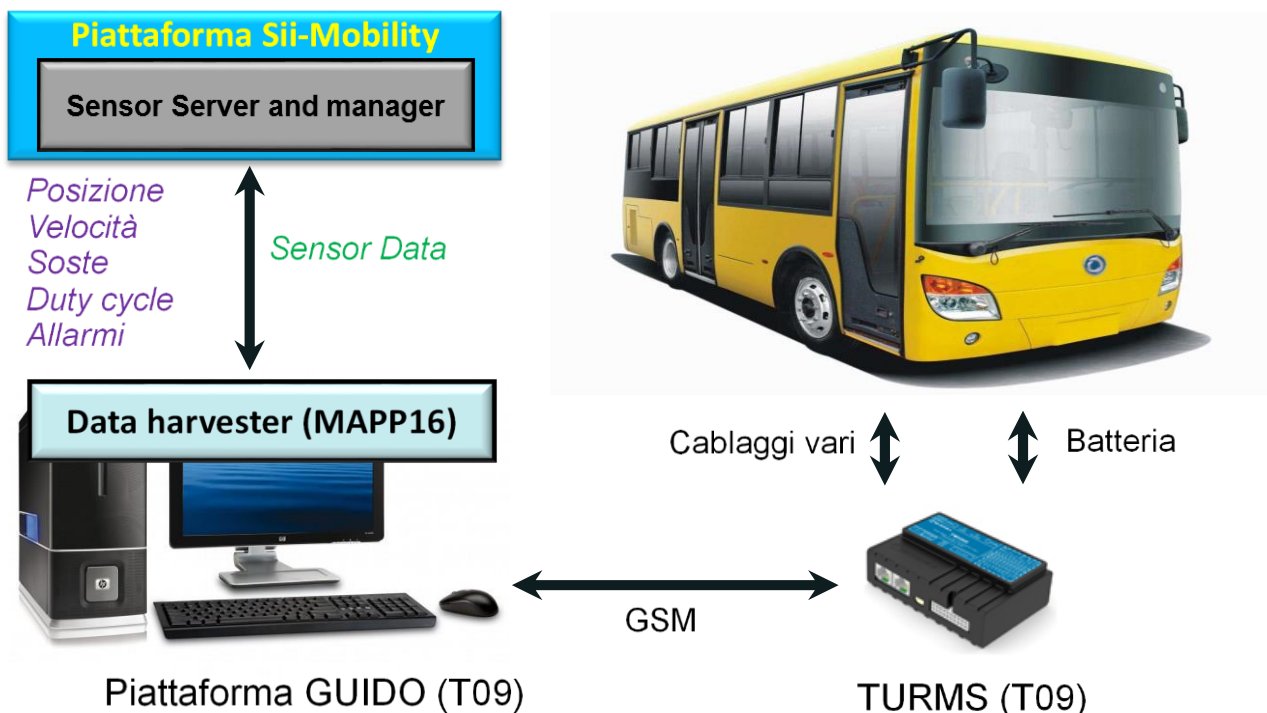 Piattaforma Sii-Mobility
Sensor Server and manager
Posizione
Velocità
Soste
Duty cycle
Allarmi
Sensor Data
Data harvester (MAPP16)
Cablaggi vari
Batteria
GSM
Piattaforma GUIDO (T09)
TURMS (T09)